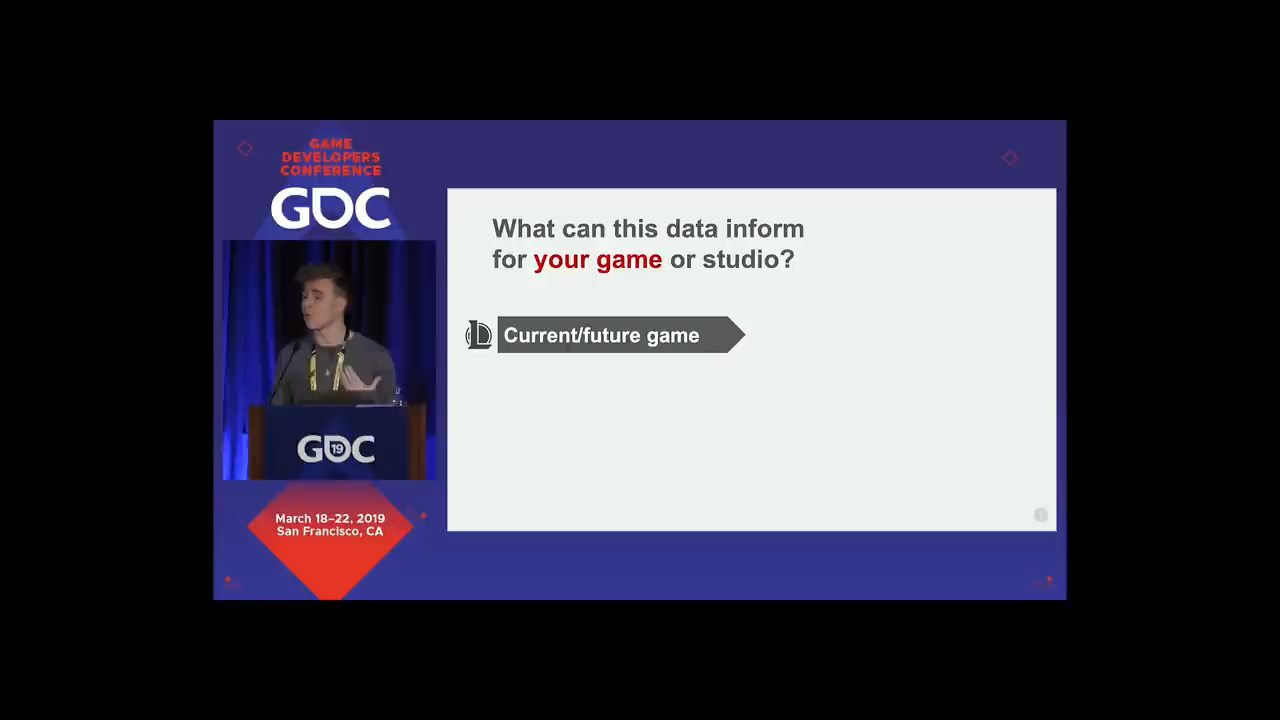 GAME
DEVELOPERS
CONFERENCE
GDC
What can this data inform
for your game or studio?
Current/future game
GDC
19
March 18–22, 2019
San Francisco, CA